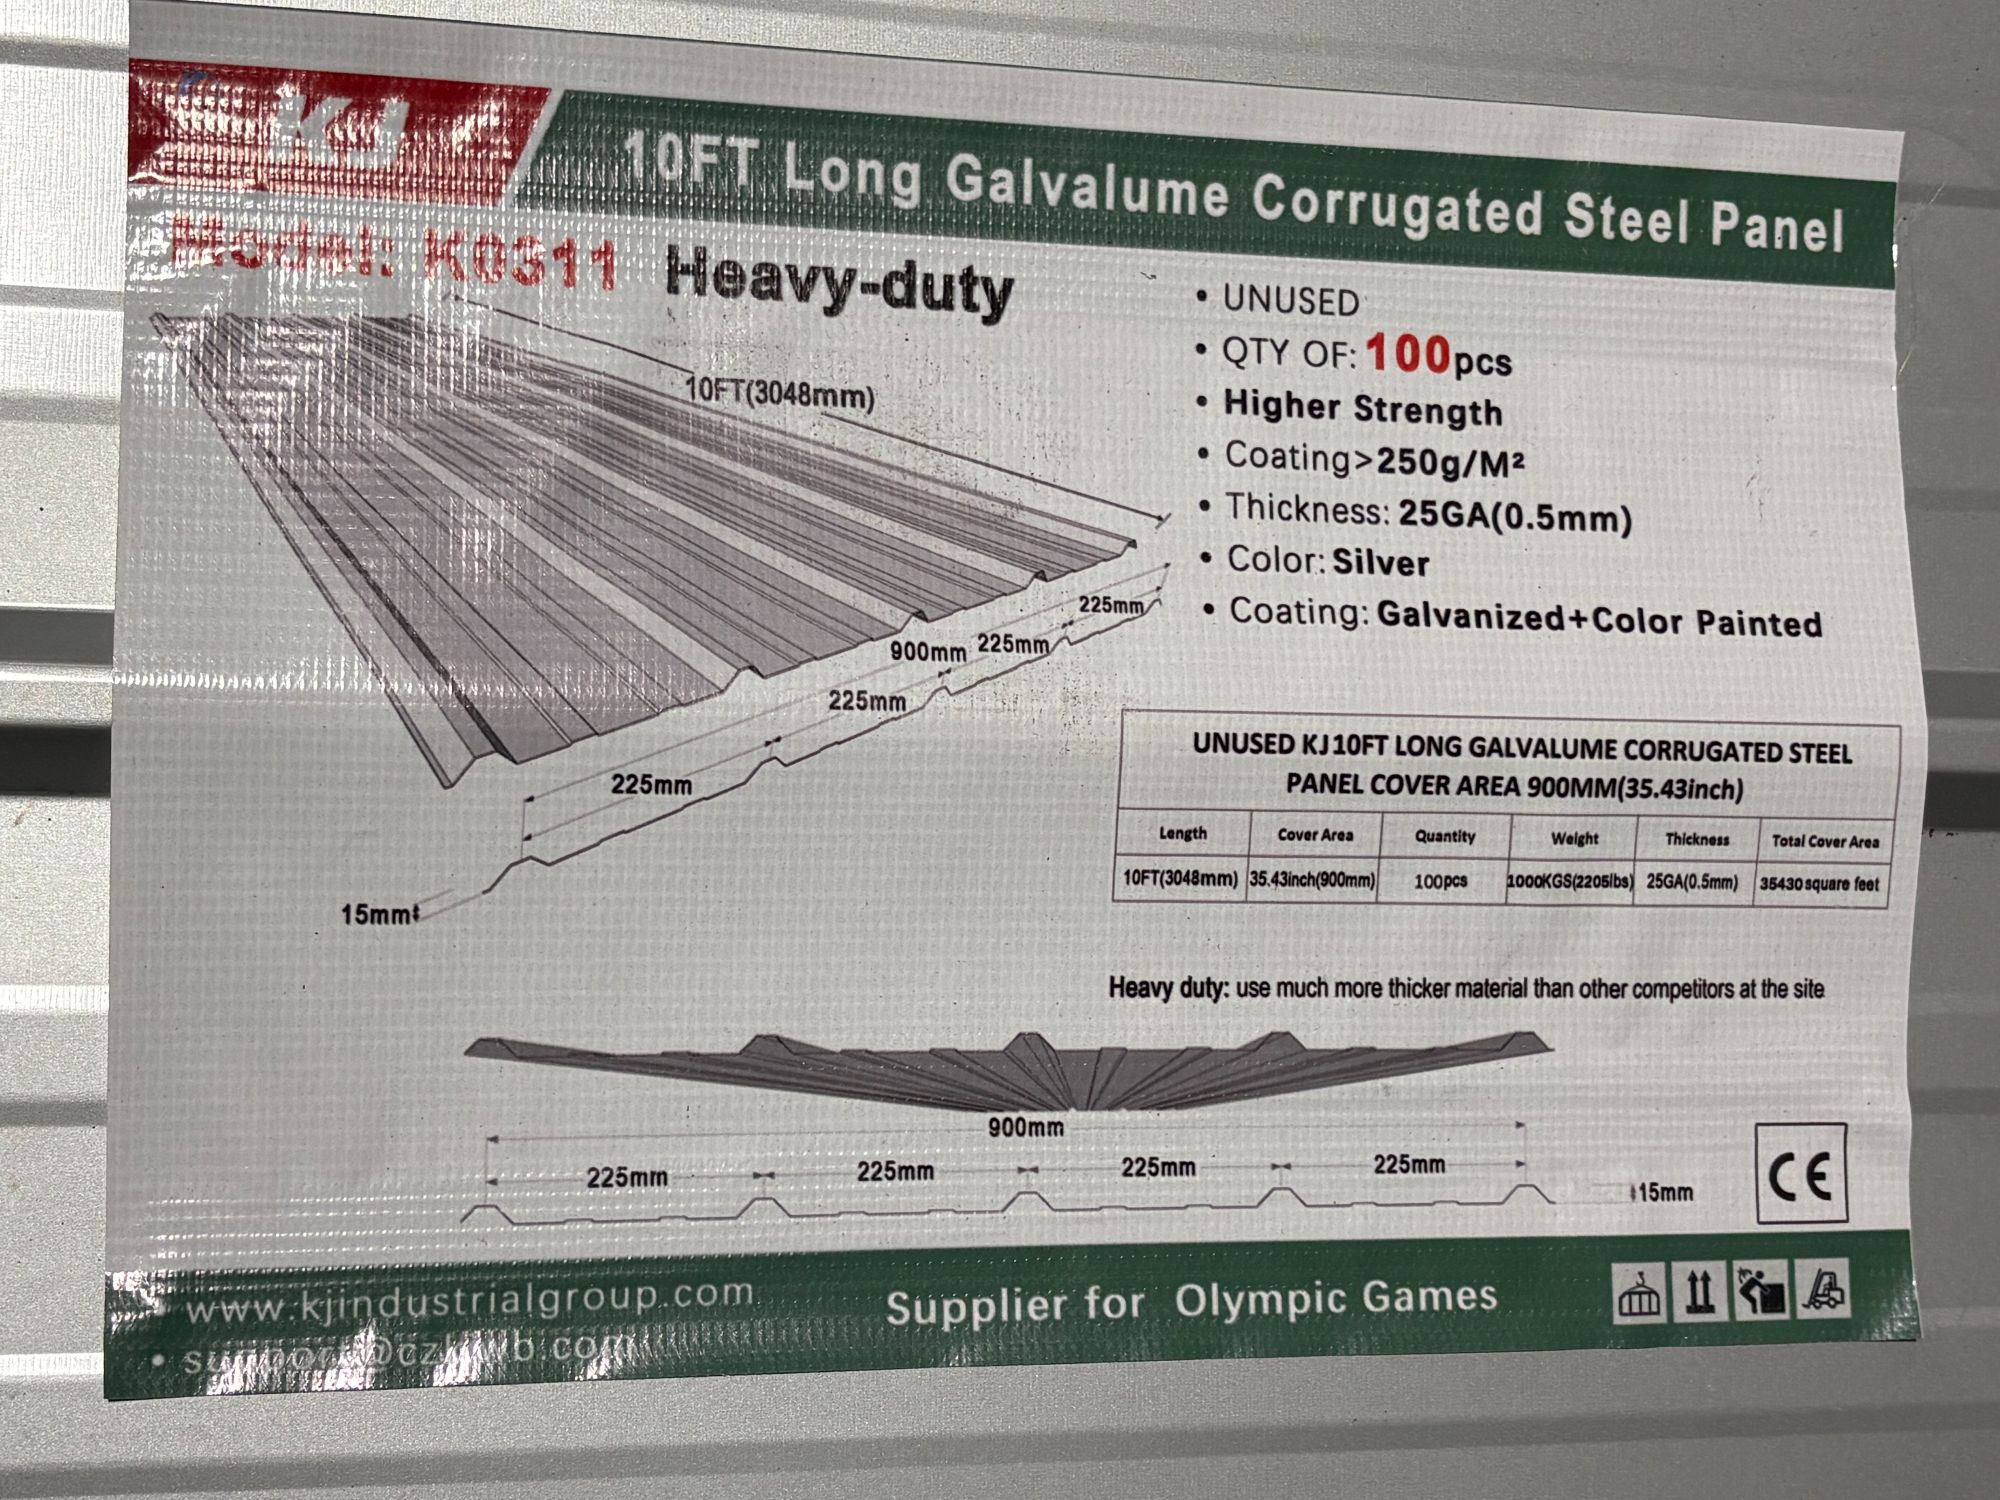 KJ
10FT Long Galvalume Corrugated Steel Panel
Model: K0311 Heavy-duty
10FT(3048mm)
• UNUSED
• QTY OF: 100pcs
• Higher Strength
• Coating>250g/M²
• Thickness: 25GA(0.5mm)
• Color: Silver
• Coating: Galvanized+Color Painted
225mm
900mm 225mm
225mm
225mm
15mm
UNUSED KJ 10FT LONG GALVALUME CORRUGATED STEEL
PANEL COVER AREA 900MM(35.43inch)
Length Cover Area Quantity Weight Thickness Total Cover Area
10FT(3048mm) 35.43inch(900mm) 100pcs 1000KGS(2205lbs) 25GA(0.5mm) 35430 square feet
Heavy duty: use much more thicker material than other competitors at the site
900mm
225mm 225mm 225mm 225mm
15mm
CE
• www.kjindustrialgroup.com
Supplier for Olympic Games